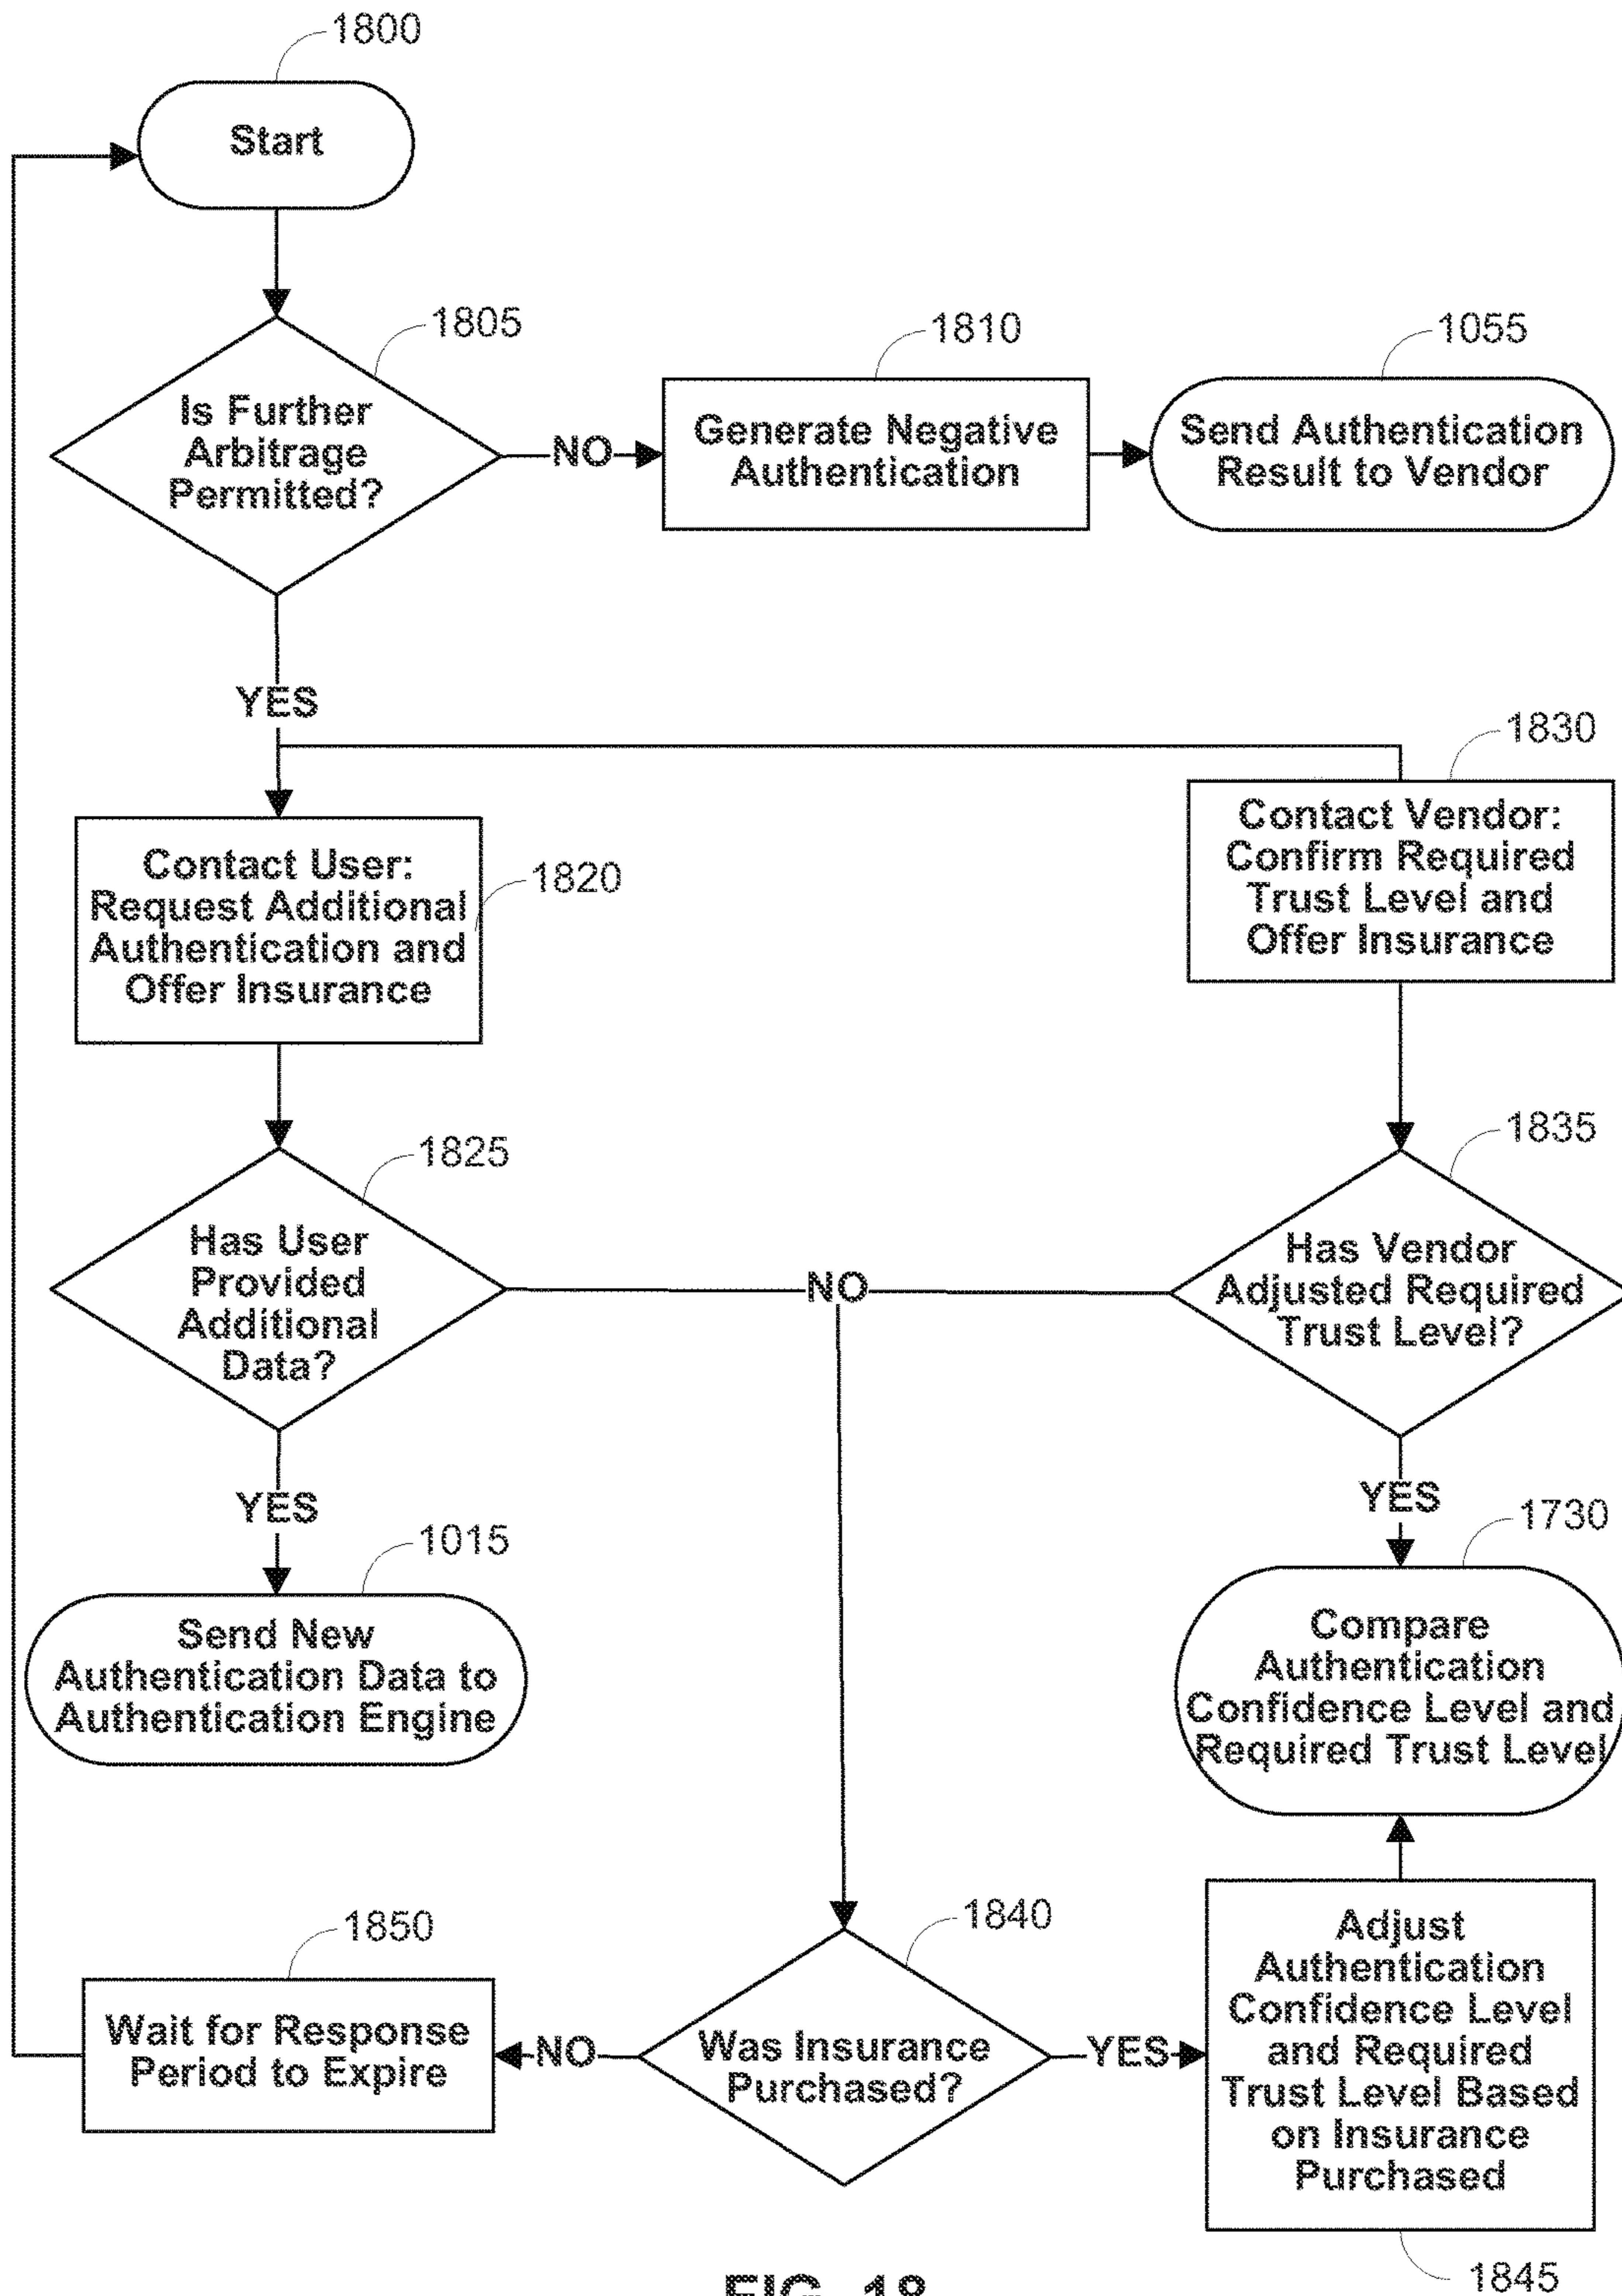 1800
Start
1805
Is Further
Arbitrage
Permitted?
NO
1810
Generate Negative
Authentication
1055
Send Authentication
Result to Vendor
YES
1830
Contact Vendor:
Confirm Required
Trust Level and
Offer Insurance
Contact User:
Request Additional
Authentication and
Offer Insurance
1820
1825
Has User
Provided
Additional
Data?
NO
1835
Has Vendor
Adjusted Required
Trust Level?
YES
1015
Send New
Authentication Data to
Authentication Engine
YES
1730
Compare
Authentication
Confidence Level and
Required Trust Level
1850
Wait for Response
Period to Expire
NO
1840
Was Insurance
Purchased?
YES
Adjust
Authentication
Confidence Level
and Required
Trust Level Based
on Insurance
Purchased
1845
FIG. 18